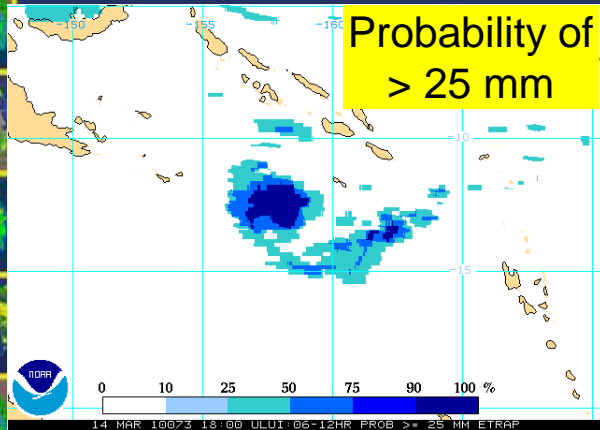 -150 -155 -160
Probability of
> 25 mm
-10
-15
NOAA
0 10 25 50 75 90 100 %
14 MAR 10073 18:00 ULUI:06-12HR PROB >= 25 MM ETRAP